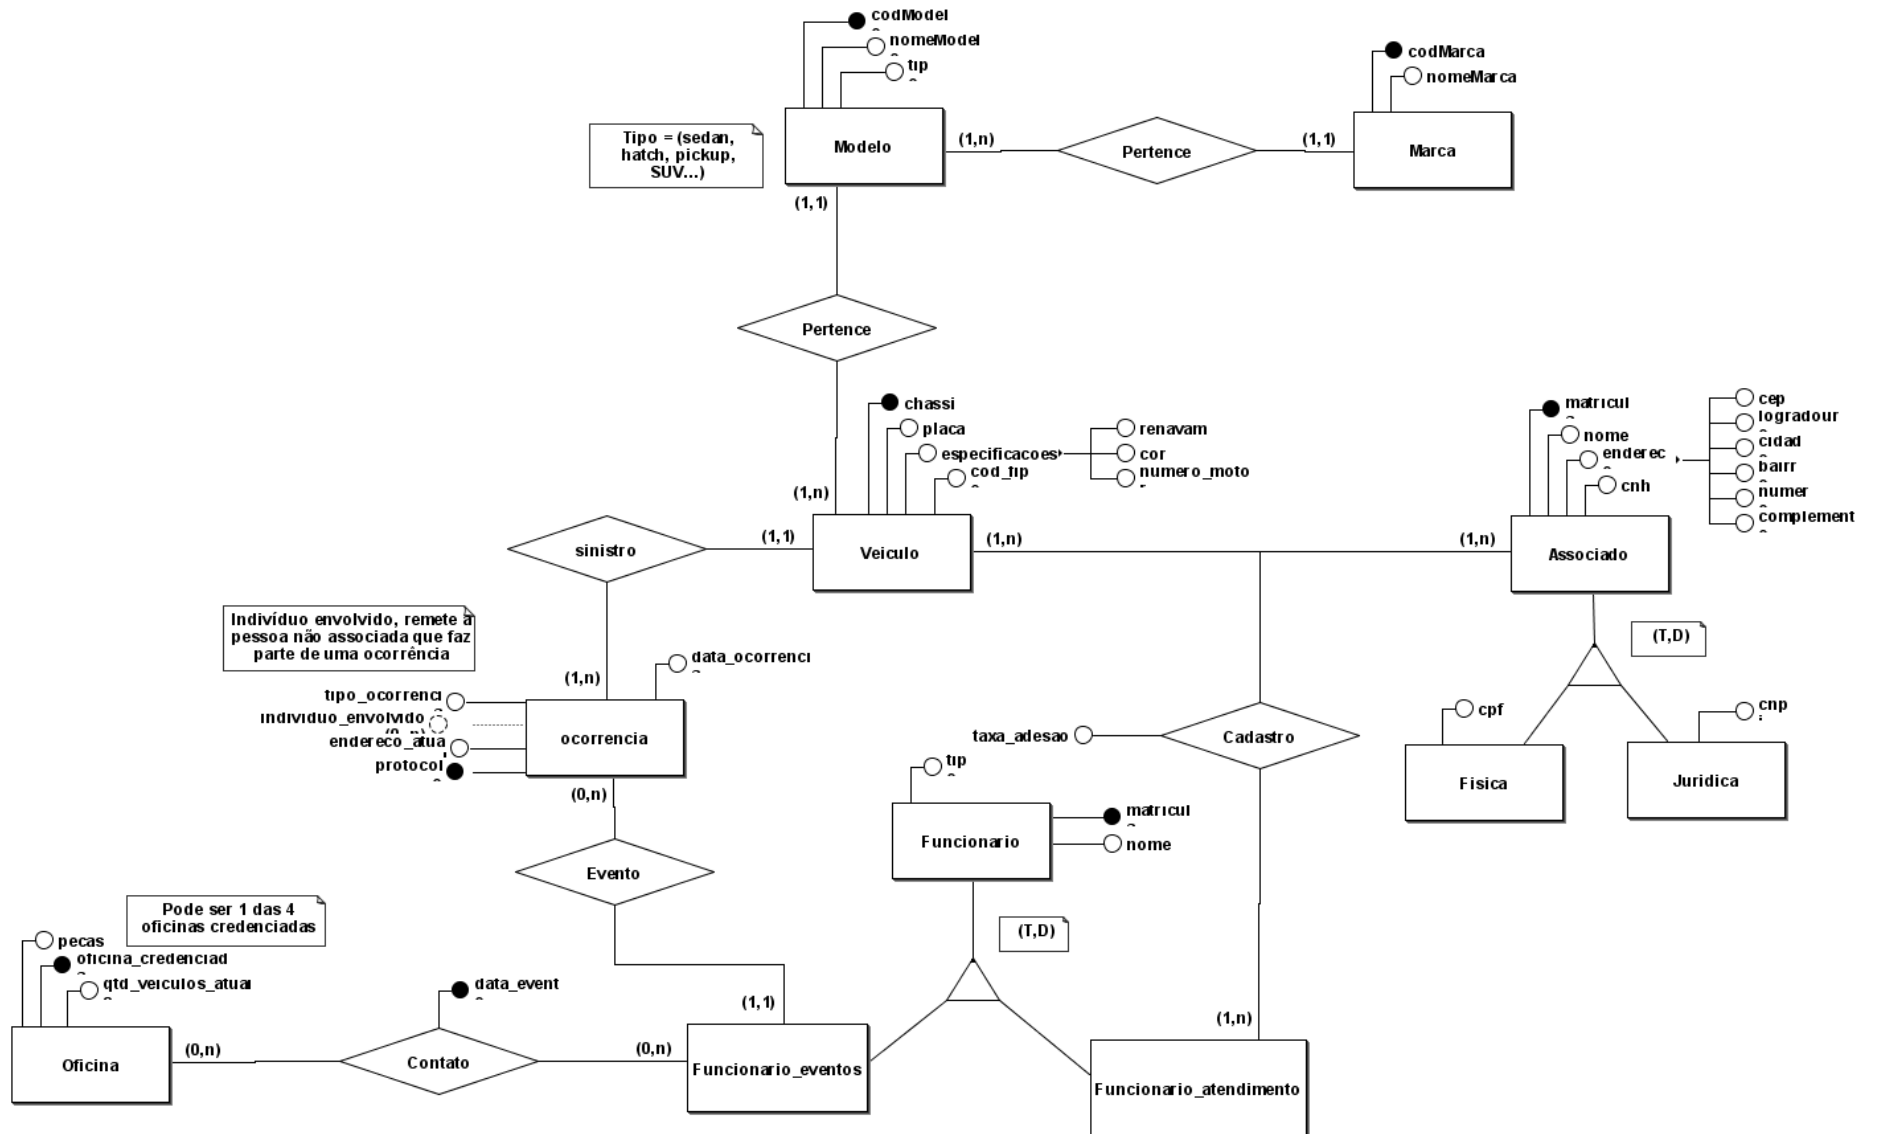 codModel
nomeModel
tip
codMarca
nomeMarca
Tipo = (sedan,
hatch, pickup,
SUV...)
Modelo
(1,n)
Pertence
(1,1)
Marca
(1,1)
Pertence
chassi
placa
especificacoes
cod_tip
renavam
cor
numero_moto
matricul
nome
enderec
cnh
cep
logradour
cidad
bairr
numer
complement
(1,n)
sinistro
(1,1)
Veiculo
(1,n)
(1,n)
Associado
Indivíduo envolvido, remete a
pessoa não associada que faz
parte de uma ocorrência
(T,D)
(1,n)
data_ocorrenci
tipo_ocorrenci
individuo_envolvido
(0,n)
endereco_atua
protocol
ocorrencia
cpf
cnp
taxa_adesao
Cadastro
Fisica
Juridica
(0,n)
tip
Funcionario
matricul
nome
Evento
Pode ser 1 das 4
oficinas credenciadas
(T,D)
pecas
oficina_credenciad
qtd_veiculos_atuai
data_event
(1,1)
(1,n)
Oficina
(0,n)
Contato
(0,n)
Funcionario_eventos
Funcionario_atendimento